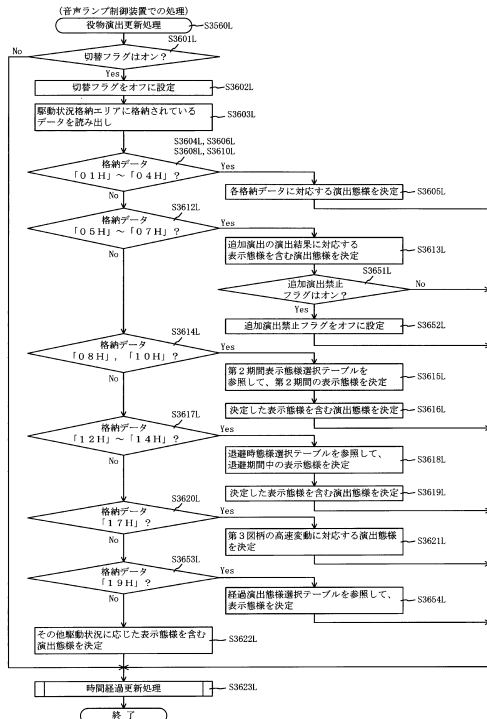 (音声ランプ制御装置での処理)
役物演出更新処理
S3560L
S3601L
切替フラグはオン？
No
Yes
切替フラグをオフに設定
S3602L
駆動状況格納エリアに格納されている
データを読み出し
S3603L
S3604L, S3606L
S3608L, S3610L
格納データ
「01H」～「04H」？
Yes
No
各格納データに対応する演出態様を決定
S3605L
S3612L
格納データ
「05H」～「07H」？
Yes
No
追加演出の演出結果に対応する
表示態様を含む演出態様を決定
S3613L
S3651L
追加演出禁止
フラグはオン？
No
Yes
追加演出禁止フラグをオフに設定
S3652L
S3614L
格納データ
「08H」，「10H」？
Yes
No
第2期間表示態様選択テーブルを
参照して、第2期間の表示態様を決定
S3615L
決定した表示態様を含む演出態様を決定
S3616L
S3617L
格納データ
「12H」～「14H」？
Yes
No
退避時態様選択テーブルを参照して、
退避期間中の表示態様を決定
S3618L
決定した表示態様を含む演出態様を決定
S3619L
S3620L
格納データ
「17H」？
Yes
No
第3図柄の高速変動に対応する演出態様
を決定
S3621L
S3653L
格納データ
「19H」？
Yes
No
経過演出態様選択テーブルを参照して、
表示態様を決定
S3654L
その他駆動状況に応じた表示態様を含む
演出態様を決定
S3622L
時間経過更新処理
S3623L
終了